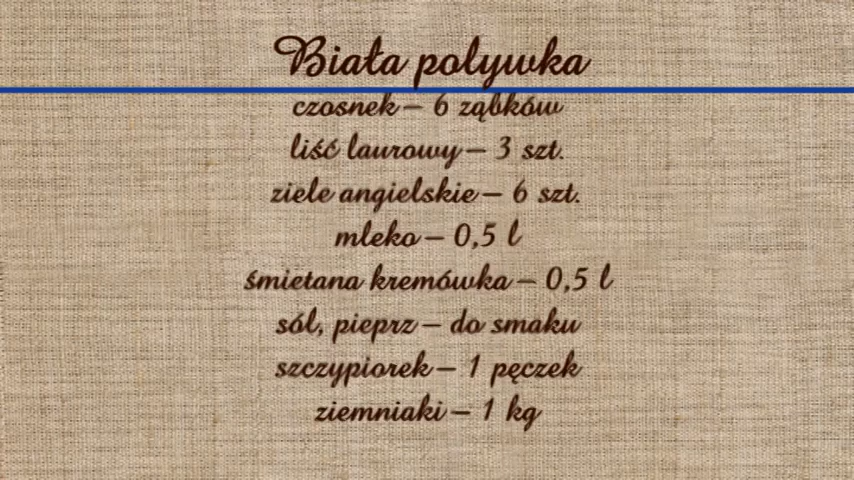 Biała polywka
czosnek – 6 ząbków
liść laurowy – 3 szt.
ziele angielskie – 6 szt.
mleko – 0,5 l
śmietana kremówka – 0,5 l
sól, pieprz – do smaku
szczypiorek – 1 pęczek
ziemniaki – 1 kg